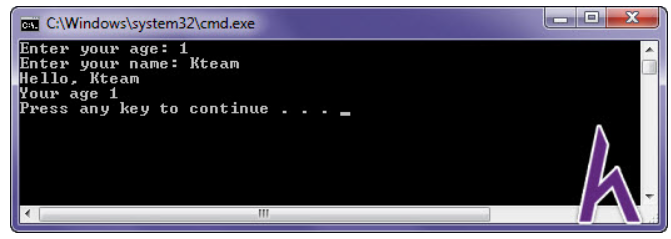 C:\Windows\system32\cmd.exe
Enter your age: 1
Enter your name: Kteam
Hello, Kteam
Your age 1
Press any key to continue . . . _